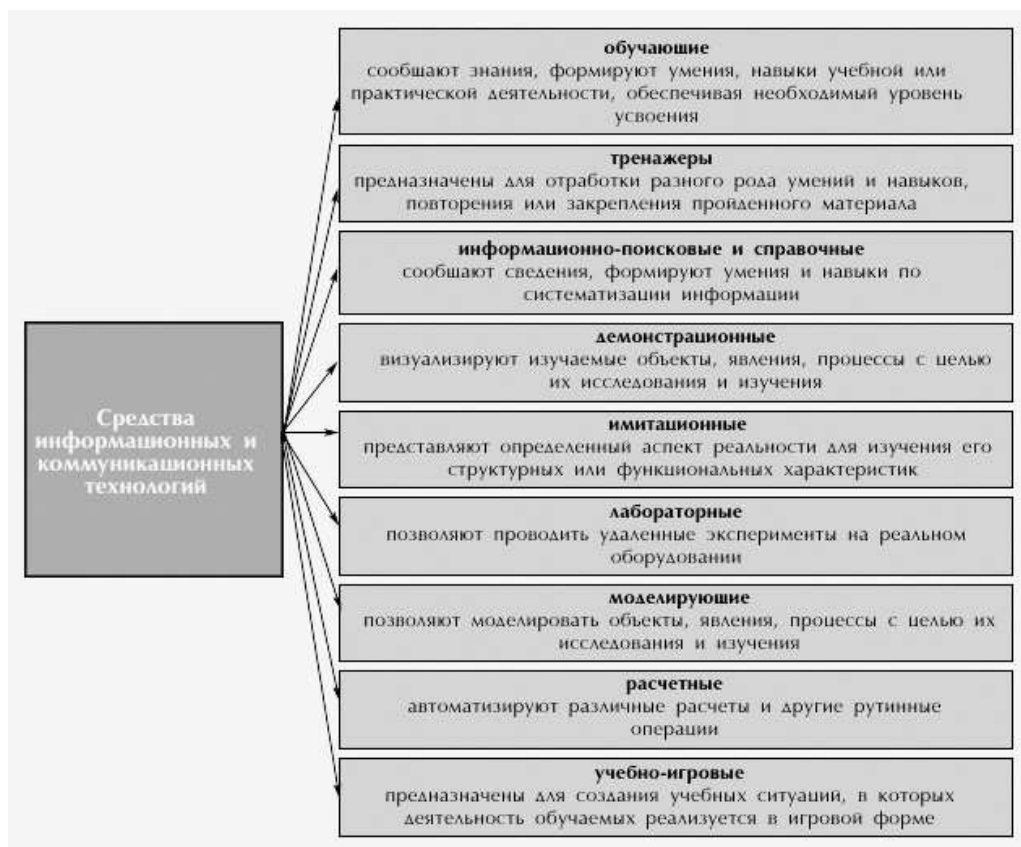 обучающие
сообщают знания, формируют умения, навыки учебной или
практической деятельности, обеспечивая необходимый уровень
усвоения
тренажеры
предназначены для отработки разного рода умений и навыков,
повторения или закрепления пройденного материала
информационно-поисковые и справочные
сообщают сведения, формируют умения и навыки по
систематизации информации
демонстрационные
визуализируют изучаемые объекты, явления, процессы с целью
их исследования и изучения
Средства
информационных и
коммуникационных
технологий
имитационные
представляют определенный аспект реальности для изучения его
структурных или функциональных характеристик
лабораторные
позволяют проводить удаленные эксперименты на реальном
оборудовании
моделирующие
позволяют моделировать объекты, явления, процессы с целью их
исследования и изучения
расчетные
автоматизируют различные расчеты и другие рутинные
операции
учебно-игровые
предназначены для создания учебных ситуаций, в которых
деятельность обучаемых реализуется в игровой форме